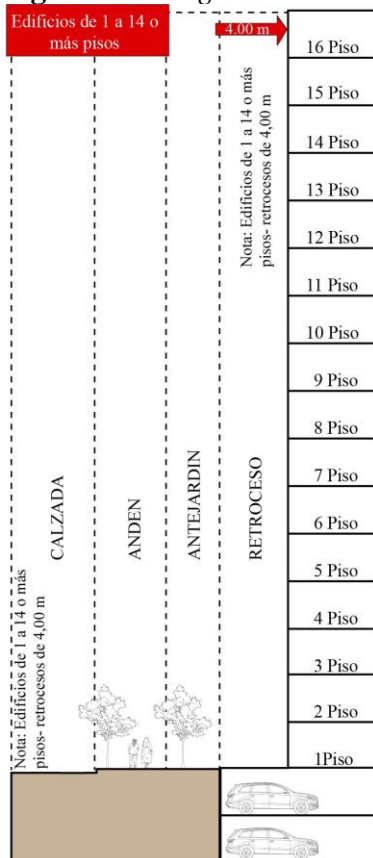 Edificios de 1 a 14 o
más pisos
4.00 m
16 Piso
15 Piso
14 Piso
13 Piso
12 Piso
11 Piso
10 Piso
9 Piso
8 Piso
7 Piso
6 Piso
5 Piso
4 Piso
3 Piso
2 Piso
1Piso
Nota: Edificios de 1 a 14 o más
pisos- retrocesos de 4,00 m
CALZADA
ANDEN
ANTEJARDIN
RETROCESO
Nota: Edificios de 1 a 14 o más
pisos- retrocesos de 4,00 m